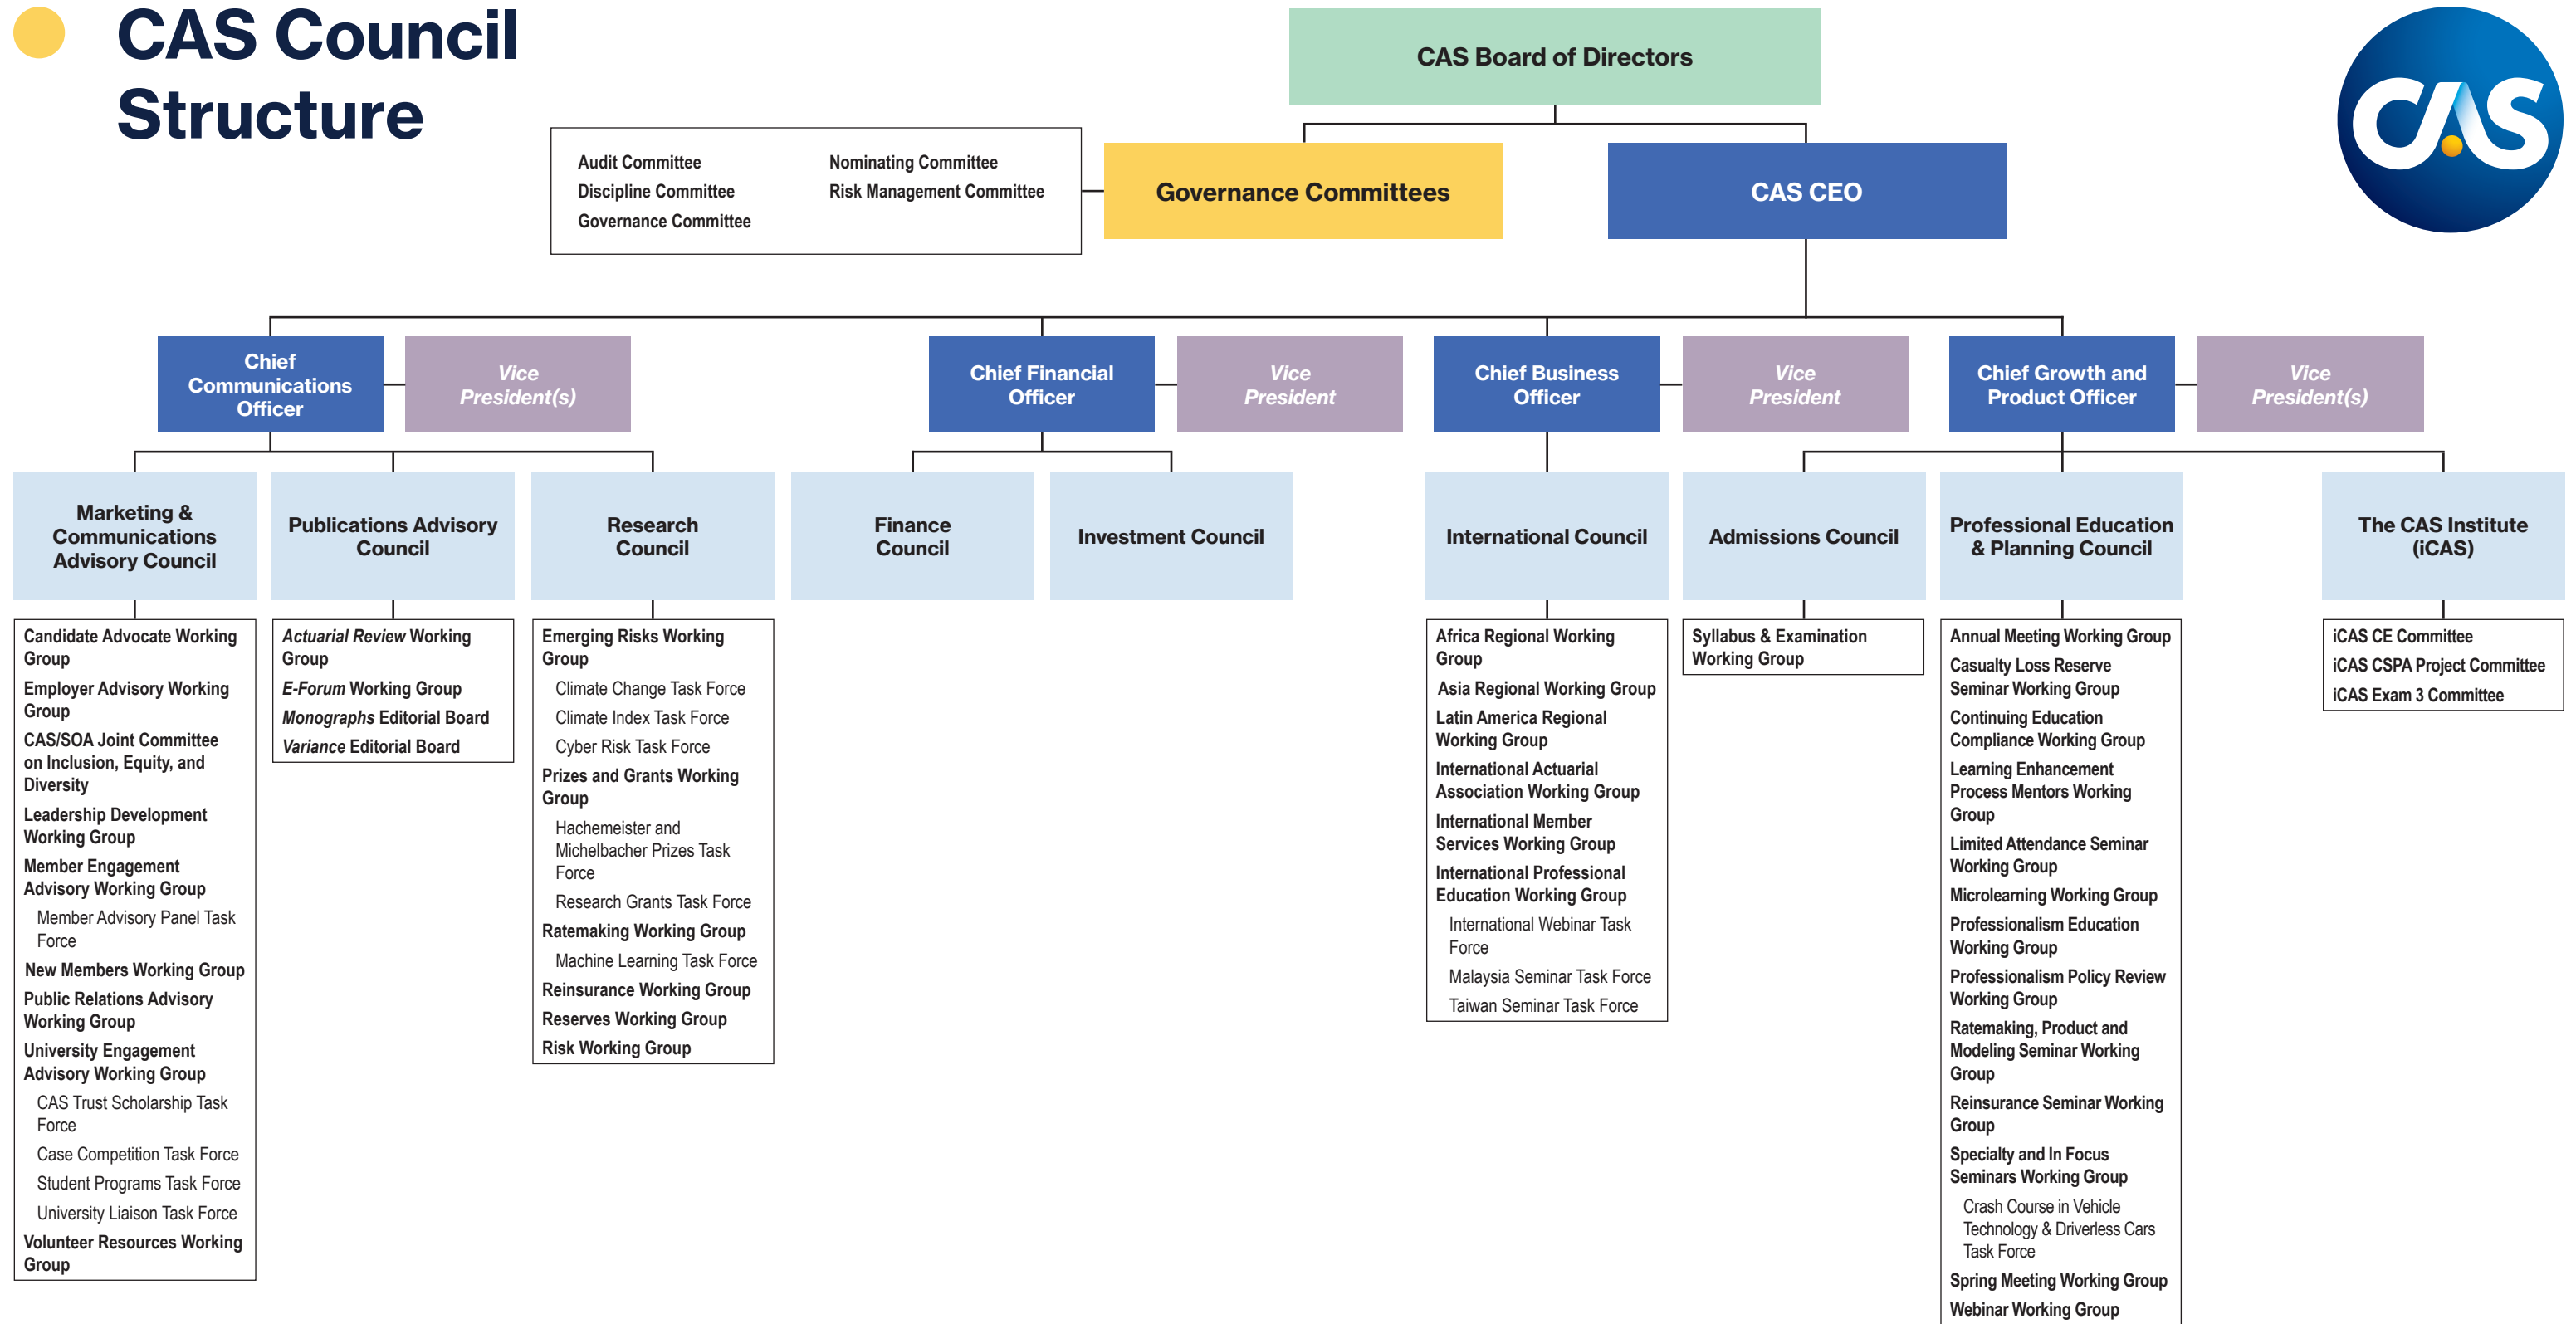 CAS Council
Structure
CAS Board of Directors
CAS
Audit Committee
Discipline Committee
Governance Committee
Nominating Committee
Risk Management Committee
Governance Committees
CAS CEO
Chief
Communications
Officer
Vice
President(s)
Chief Financial
Officer
Vice
President
Chief Business
Officer
Vice
President
Chief Growth and
Product Officer
Vice
President(s)
Marketing &
Communications
Advisory Council
Publications Advisory
Council
Research
Council
Finance
Council
Investment Council
International Council
Admissions Council
Professional Education
& Planning Council
The CAS Institute
(iCAS)
Candidate Advocate Working
Group
Employer Advisory Working
Group
CAS/SOA Joint Committee
on Inclusion, Equity, and
Diversity
Leadership Development
Working Group
Member Engagement
Advisory Working Group
Member Advisory Panel Task
Force
New Members Working Group
Public Relations Advisory
Working Group
University Engagement
Advisory Working Group
CAS Trust Scholarship Task
Force
Case Competition Task Force
Student Programs Task Force
University Liaison Task Force
Volunteer Resources Working
Group
Actuarial Review Working
Group
E-Forum Working Group
Monographs Editorial Board
Variance Editorial Board
Emerging Risks Working
Group
Climate Change Task Force
Climate Index Task Force
Cyber Risk Task Force
Prizes and Grants Working
Group
Hachemeister and
Michelbacher Prizes Task
Force
Research Grants Task Force
Ratemaking Working Group
Machine Learning Task Force
Reinsurance Working Group
Reserves Working Group
Risk Working Group
Africa Regional Working
Group
Asia Regional Working Group
Latin America Regional
Working Group
International Actuarial
Association Working Group
International Member
Services Working Group
International Professional
Education Working Group
International Webinar Task
Force
Malaysia Seminar Task Force
Taiwan Seminar Task Force
Syllabus & Examination
Working Group
Annual Meeting Working Group
Casualty Loss Reserve
Seminar Working Group
Continuing Education
Compliance Working Group
Learning Enhancement
Process Mentors Working
Group
Limited Attendance Seminar
Working Group
Microlearning Working Group
Professionalism Education
Working Group
Professionalism Policy Review
Working Group
Ratemaking, Product and
Modeling Seminar Working
Group
Reinsurance Seminar Working
Group
Specialty and In Focus
Seminars Working Group
Crash Course in Vehicle
Technology & Driverless Cars
Task Force
Spring Meeting Working Group
Webinar Working Group
iCAS CE Committee
iCAS CSPA Project Committee
iCAS Exam 3 Committee